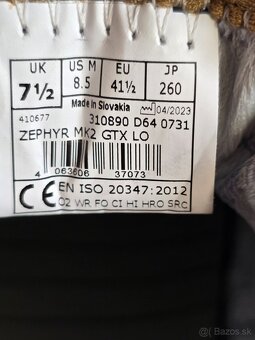 UK US M EU JP
7½ 8.5 41½ 260
Made in Slovakia 04/2023
410677 310890 D64 0731
ZEPHYR MK2 GTX LO
4 063606 37073
CE EN ISO 20347:2012
O2 WR FO CI HI HRO SRC
Bazos.sk